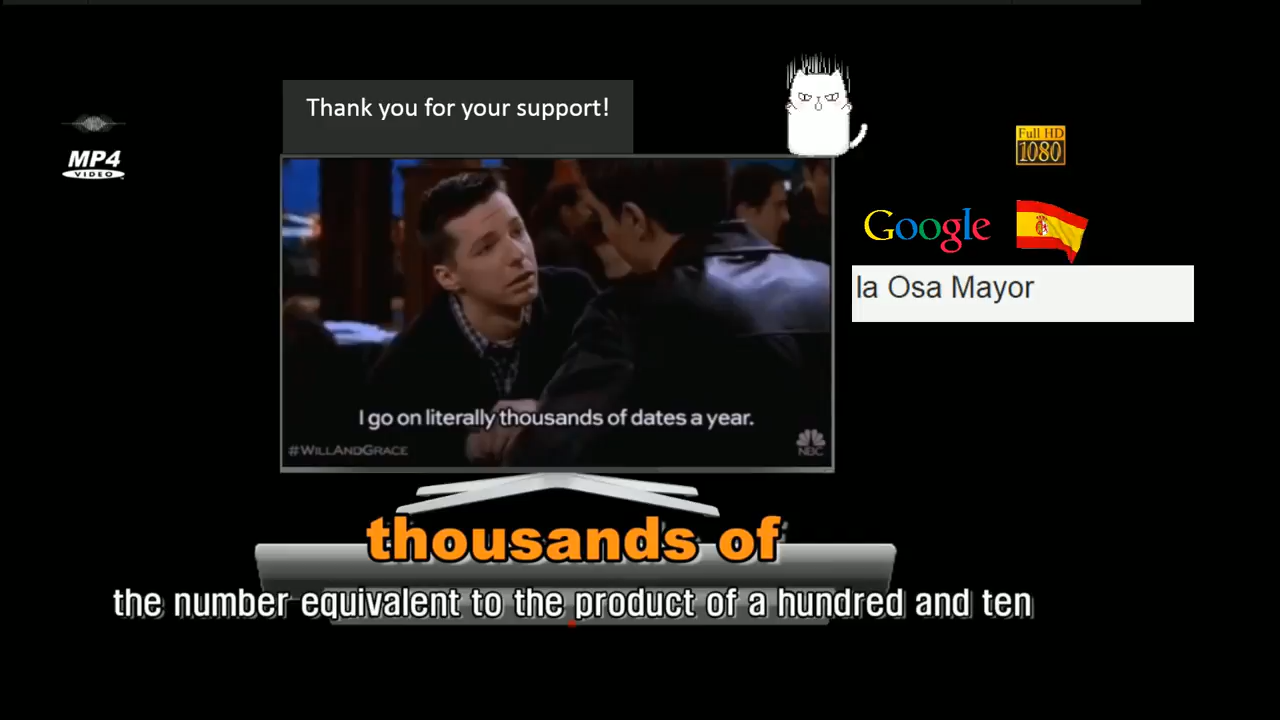 Thank you for your support!
MP4
VIDEO
Full HD
1080
Google
la Osa Mayor
I go on literally thousands of dates a year.
#WILLANDGRACE
NBC
thousands of
the number equivalent to the product of a hundred and ten